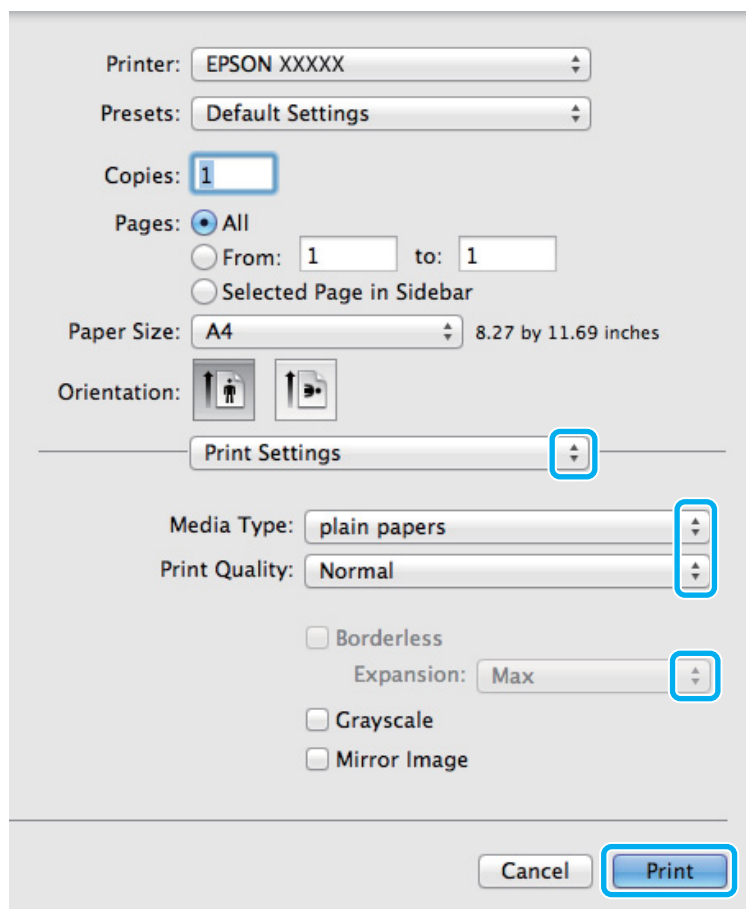 Printer: EPSON XXXXX
Presets: Default Settings
Copies: 1
Pages: All
From: 1 to: 1
Selected Page in Sidebar
Paper Size: A4 8.27 by 11.69 inches
Orientation:
Print Settings
Media Type: plain papers
Print Quality: Normal
Borderless
Expansion: Max
Grayscale
Mirror Image
Cancel Print